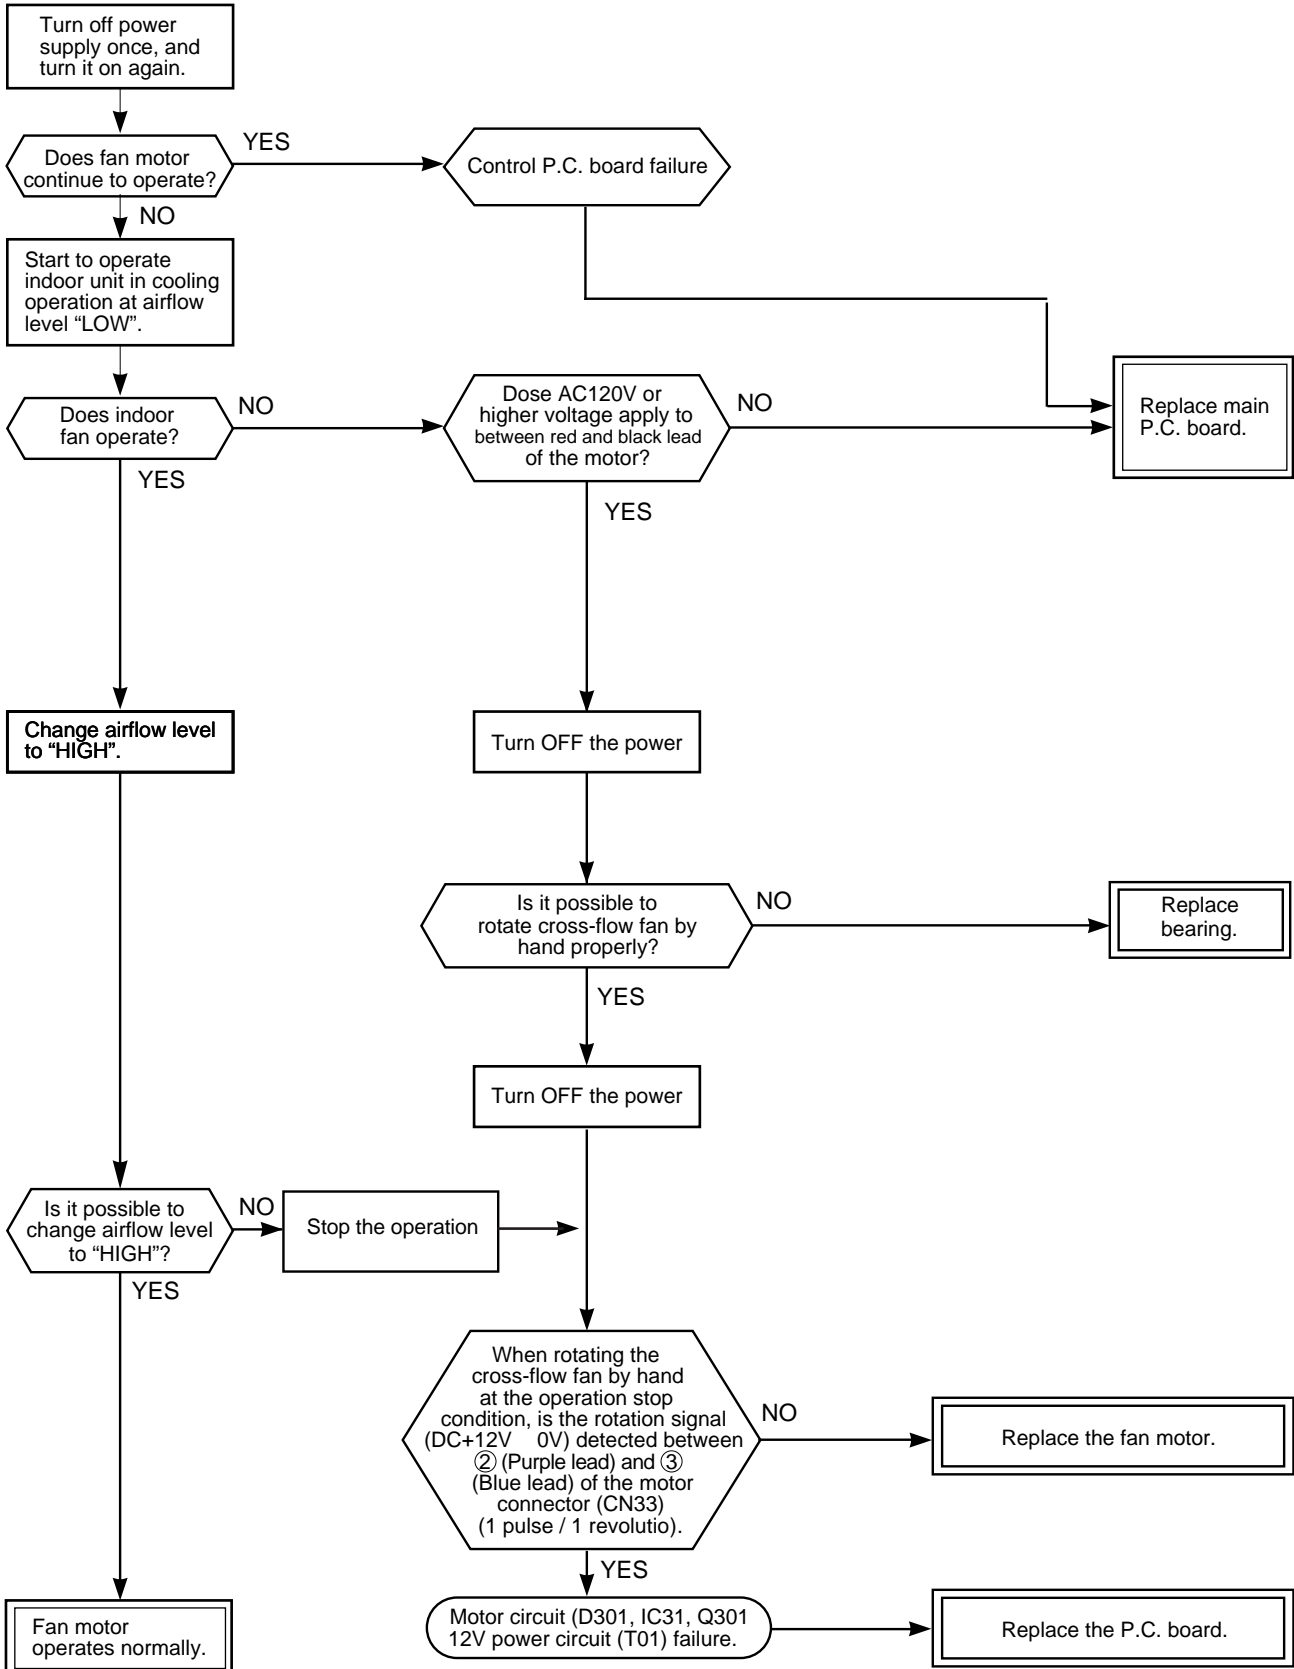 Turn off power
supply once, and
turn it on again.
Does fan motor
continue to operate?
YES
Control P.C. board failure
NO
Start to operate
indoor unit in cooling
operation at airflow
level “LOW”.
Does indoor
fan operate?
NO
Dose AC120V or
higher voltage apply to
between red and black lead
of the motor?
NO
Replace main
P.C. board.
YES
YES
Change airflow level
to “HIGH”.
Turn OFF the power
Is it possible to
rotate cross-flow fan by
hand properly?
NO
Replace
bearing.
YES
Turn OFF the power
Is it possible to
change airflow level
to “HIGH”?
NO
Stop the operation
YES
When rotating the
cross-flow fan by hand
at the operation stop
condition, is the rotation signal
(DC+12V 0V) detected between
② (Purple lead) and ③
(Blue lead) of the motor
connector (CN33)
(1 pulse / 1 revolutio).
NO
Replace the fan motor.
YES
Fan motor
operates normally.
Motor circuit (D301, IC31, Q301
12V power circuit (T01) failure.
Replace the P.C. board.